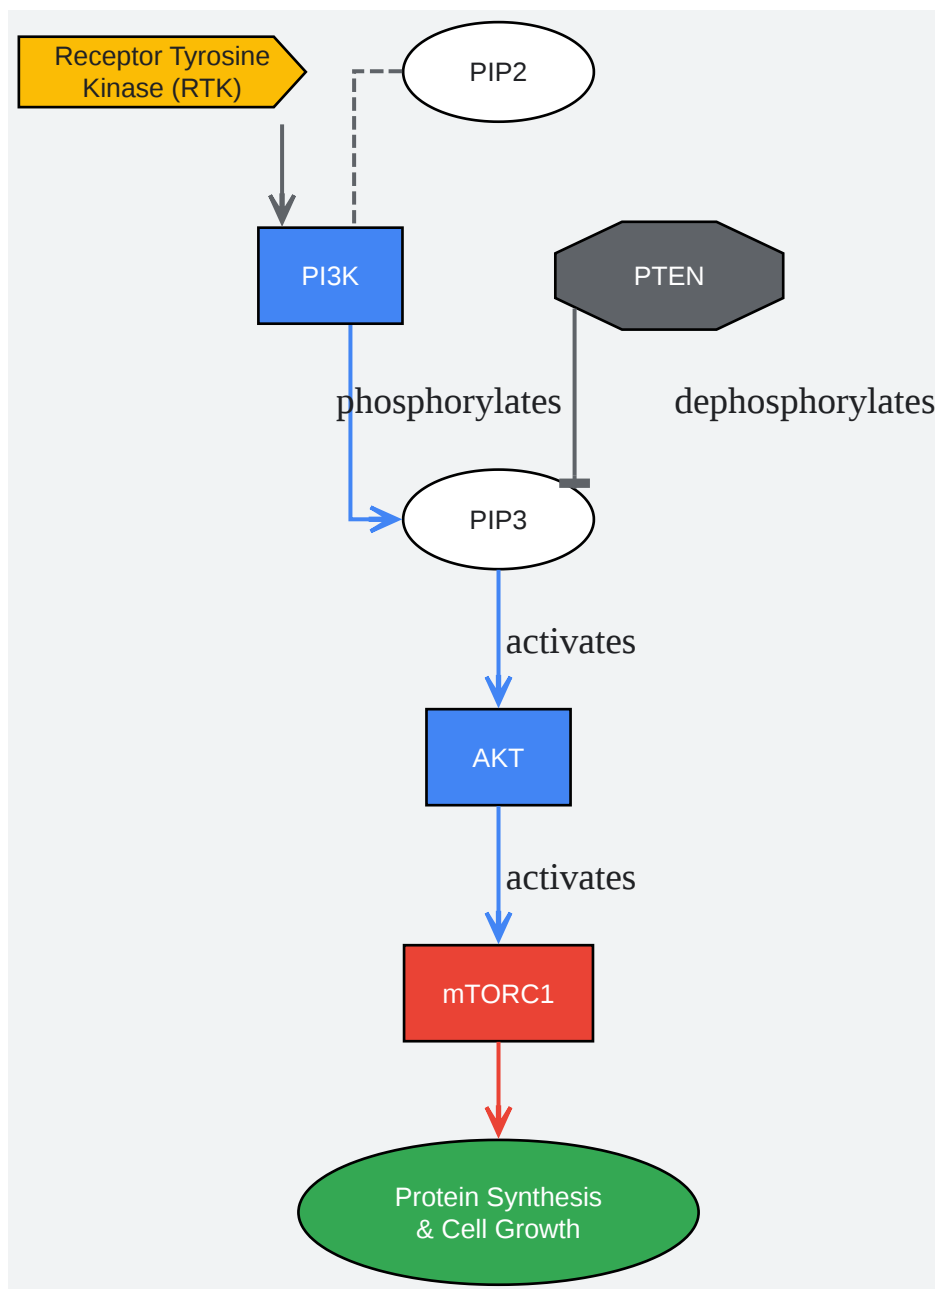 Receptor Tyrosine
Kinase (RTK)
PIP2
PI3K
PTEN
phosphorylates
dephosphorylates
PIP3
activates
AKT
activates
mTORC1
Protein Synthesis
& Cell Growth